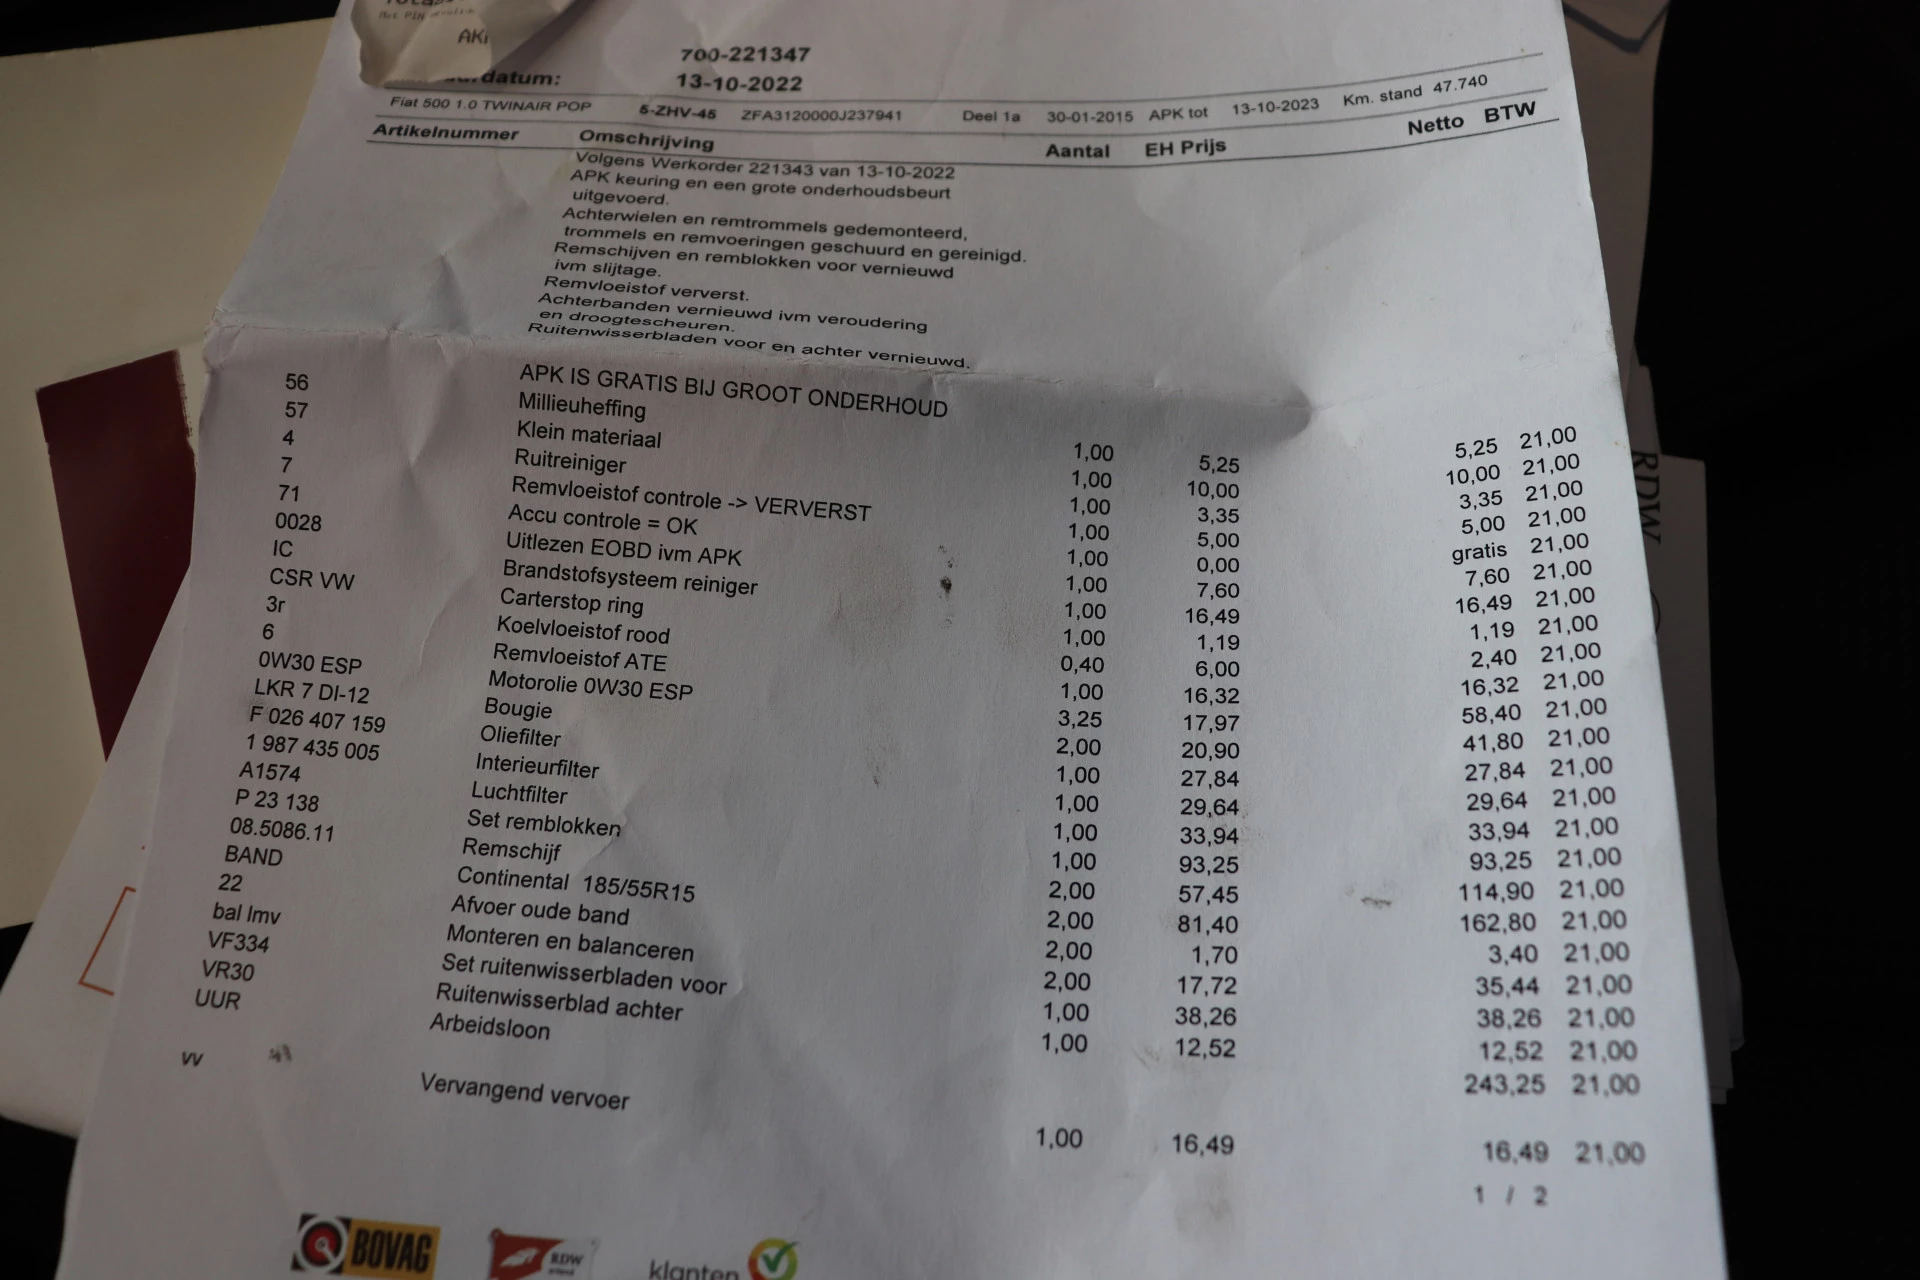 AK
700-221347
datum: 13-10-2022
Fiat 500 1.0 TWINAIR POP 5-ZHV-45 ZFA3120000J237941 Deel 1a 30-01-2015 APK tot 13-10-2023 Km. stand 47.740
Artikelnummer Omschrijving Aantal EH Prijs Netto BTW
Volgens Werkorder 221343 van 13-10-2022
APK keuring en een grote onderhoudsbeurt
uitgevoerd.
Achterwielen en remtrommels gedemonteerd,
trommels en remvoeringen geschuurd en gereinigd.
Remschijven en remblokken voor vernieuwd
ivm slijtage.
Remvloeistof ververst.
Achterbanden vernieuwd ivm veroudering
en droogtescheuren.
Ruitenwisserbladen voor en achter vernieuwd.
APK IS GRATIS BIJ GROOT ONDERHOUD
56 Millieuheffing 1,00 5,25 5,25 21,00
57 Klein materiaal 1,00 10,00 10,00 21,00
4 Ruitreiniger 1,00 3,35 3,35 21,00
7 Remvloeistof controle -> VERVERST 1,00 5,00 5,00 21,00
71 Accu controle = OK 1,00 0,00 gratis 21,00
0028 Uitlezen EOBD ivm APK 1,00 7,60 7,60 21,00
IC Brandstofsysteem reiniger 1,00 16,49 16,49 21,00
CSR VW Carterstop ring 1,00 1,19 1,19 21,00
3r Koelvloeistof rood 0,40 6,00 2,40 21,00
6 Remvloeistof ATE 1,00 16,32 16,32 21,00
0W30 ESP Motorolie 0W30 ESP 3,25 17,97 58,40 21,00
LKR 7 DI-12 Bougie 2,00 20,90 41,80 21,00
F 026 407 159 Oliefilter 1,00 27,84 27,84 21,00
1 987 435 005 Interieurfilter 1,00 29,64 29,64 21,00
A1574 Luchtfilter 1,00 33,94 33,94 21,00
P 23 138 Set remblokken 1,00 93,25 93,25 21,00
08.5086.11 Remschijf 2,00 57,45 114,90 21,00
BAND Continental 185/55R15 2,00 81,40 162,80 21,00
22 Afvoer oude band 2,00 1,70 3,40 21,00
bal lmv Monteren en balanceren 2,00 17,72 35,44 21,00
VF334 Set ruitenwisserbladen voor 1,00 38,26 38,26 21,00
VR30 Ruitenwisserblad achter 1,00 12,52 12,52 21,00
UUR Arbeidsloon 243,25 21,00
vv Vervangend vervoer 1,00 16,49 16,49 21,00
1 / 2
BOVAG
RDW
klanten
RDW